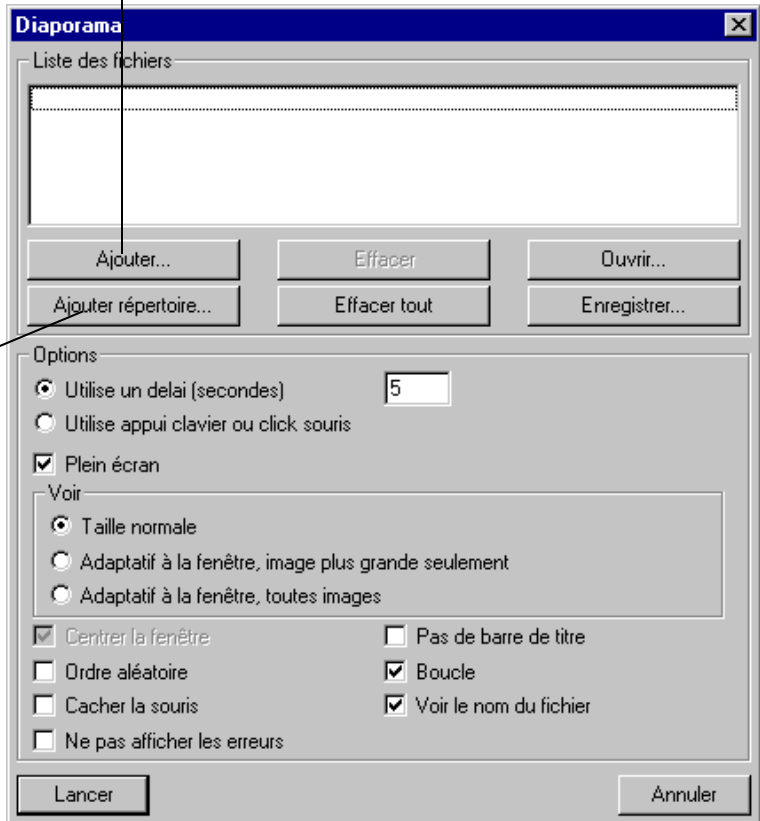 Diaporama
Liste des fichiers
Ajouter... Effacer Ouvrir...
Ajouter répertoire... Effacer tout Enregistrer...
Options
Utilise un delai (secondes) 5
Utilise appui clavier ou click souris
Plein écran
Voir
Taille normale
Adaptatif à la fenêtre, image plus grande seulement
Adaptatif à la fenêtre, toutes images
Centrer la fenêtre Pas de barre de titre
Ordre aléatoire Boucle
Cacher la souris Voir le nom du fichier
Ne pas afficher les erreurs
Lancer Annuler